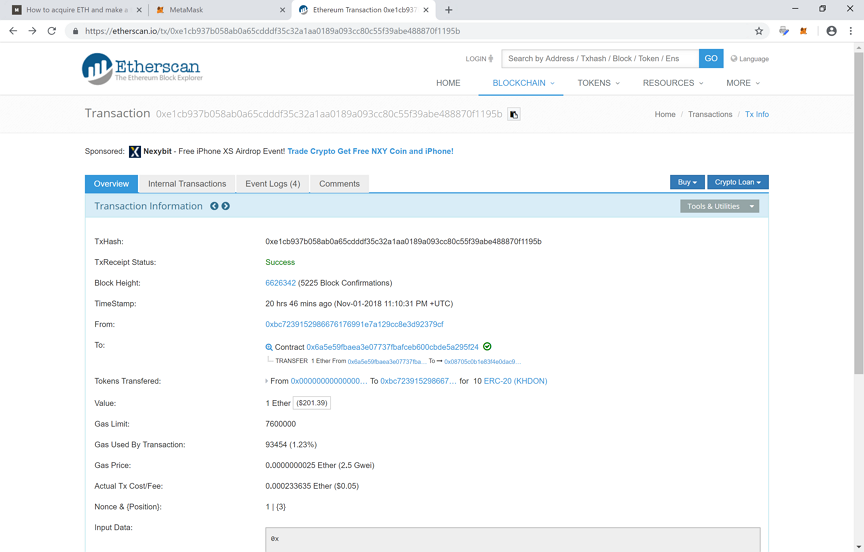 How to acquire ETH and make a
MetaMask
Ethereum Transaction 0xe1cb937
https://etherscan.io/tx/0xe1cb937b058ab0a65cdddf35c32a1aa0189a093cc80c55f39abe488870f1195b
Etherscan
The Ethereum Block Explorer
LOGIN
Search by Address / Txhash / Block / Token / Ens
GO
Language
HOME BLOCKCHAIN TOKENS RESOURCES MORE
Transaction 0xe1cb937b058ab0a65cdddf35c32a1aa0189a093cc80c55f39abe488870f1195b
Home / Transactions / Tx Info
Sponsored: X Nexybit - Free iPhone XS Airdrop Event! Trade Crypto Get Free NXY Coin and iPhone!
Overview Internal Transactions Event Logs (4) Comments
Buy Crypto Loan
Transaction Information
Tools & Utilities
TxHash: 0xe1cb937b058ab0a65cdddf35c32a1aa0189a093cc80c55f39abe488870f1195b
TxReceipt Status: Success
Block Height: 6626342 (5225 Block Confirmations)
TimeStamp: 20 hrs 46 mins ago (Nov-01-2018 11:10:31 PM +UTC)
From: 0xbc7239152986676176991e7a129cc8e3d92379cf
To: Contract 0x6a5e59fbaea3e07737fbafceb600cbde5a295f24
TRANSFER 1 Ether From 0x6a5e59fbaea3e07737fba... To → 0x08705c0b1e83f4e0dac9...
Tokens Transferred: From 0x00000000000000... To 0xbc723915298667... for 10 ERC-20 (KHDON)
Value: 1 Ether ($201.39)
Gas Limit: 7600000
Gas Used By Transaction: 93454 (1.23%)
Gas Price: 0.0000000025 Ether (2.5 Gwei)
Actual Tx Cost/Fee: 0.000233635 Ether ($0.05)
Nonce & {Position}: 1 | {3}
Input Data:
0x